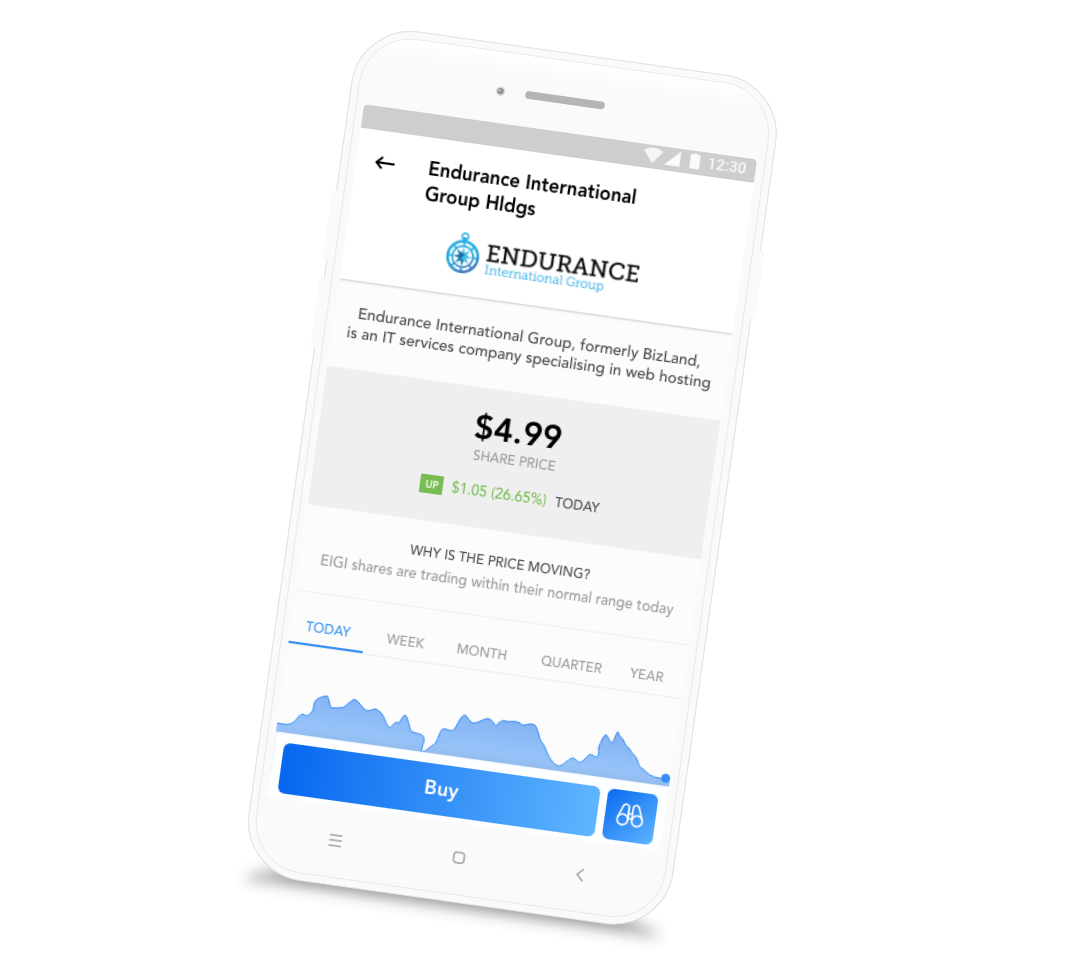 12:30
Endurance International
Group Hldgs
ENDURANCE
International Group
Endurance International Group, formerly BizLand,
is an IT services company specialising in web hosting
$4.99
SHARE PRICE
UP $1.05 (26.65%) TODAY
WHY IS THE PRICE MOVING?
EIGI shares are trading within their normal range today
TODAY WEEK MONTH QUARTER YEAR
Buy